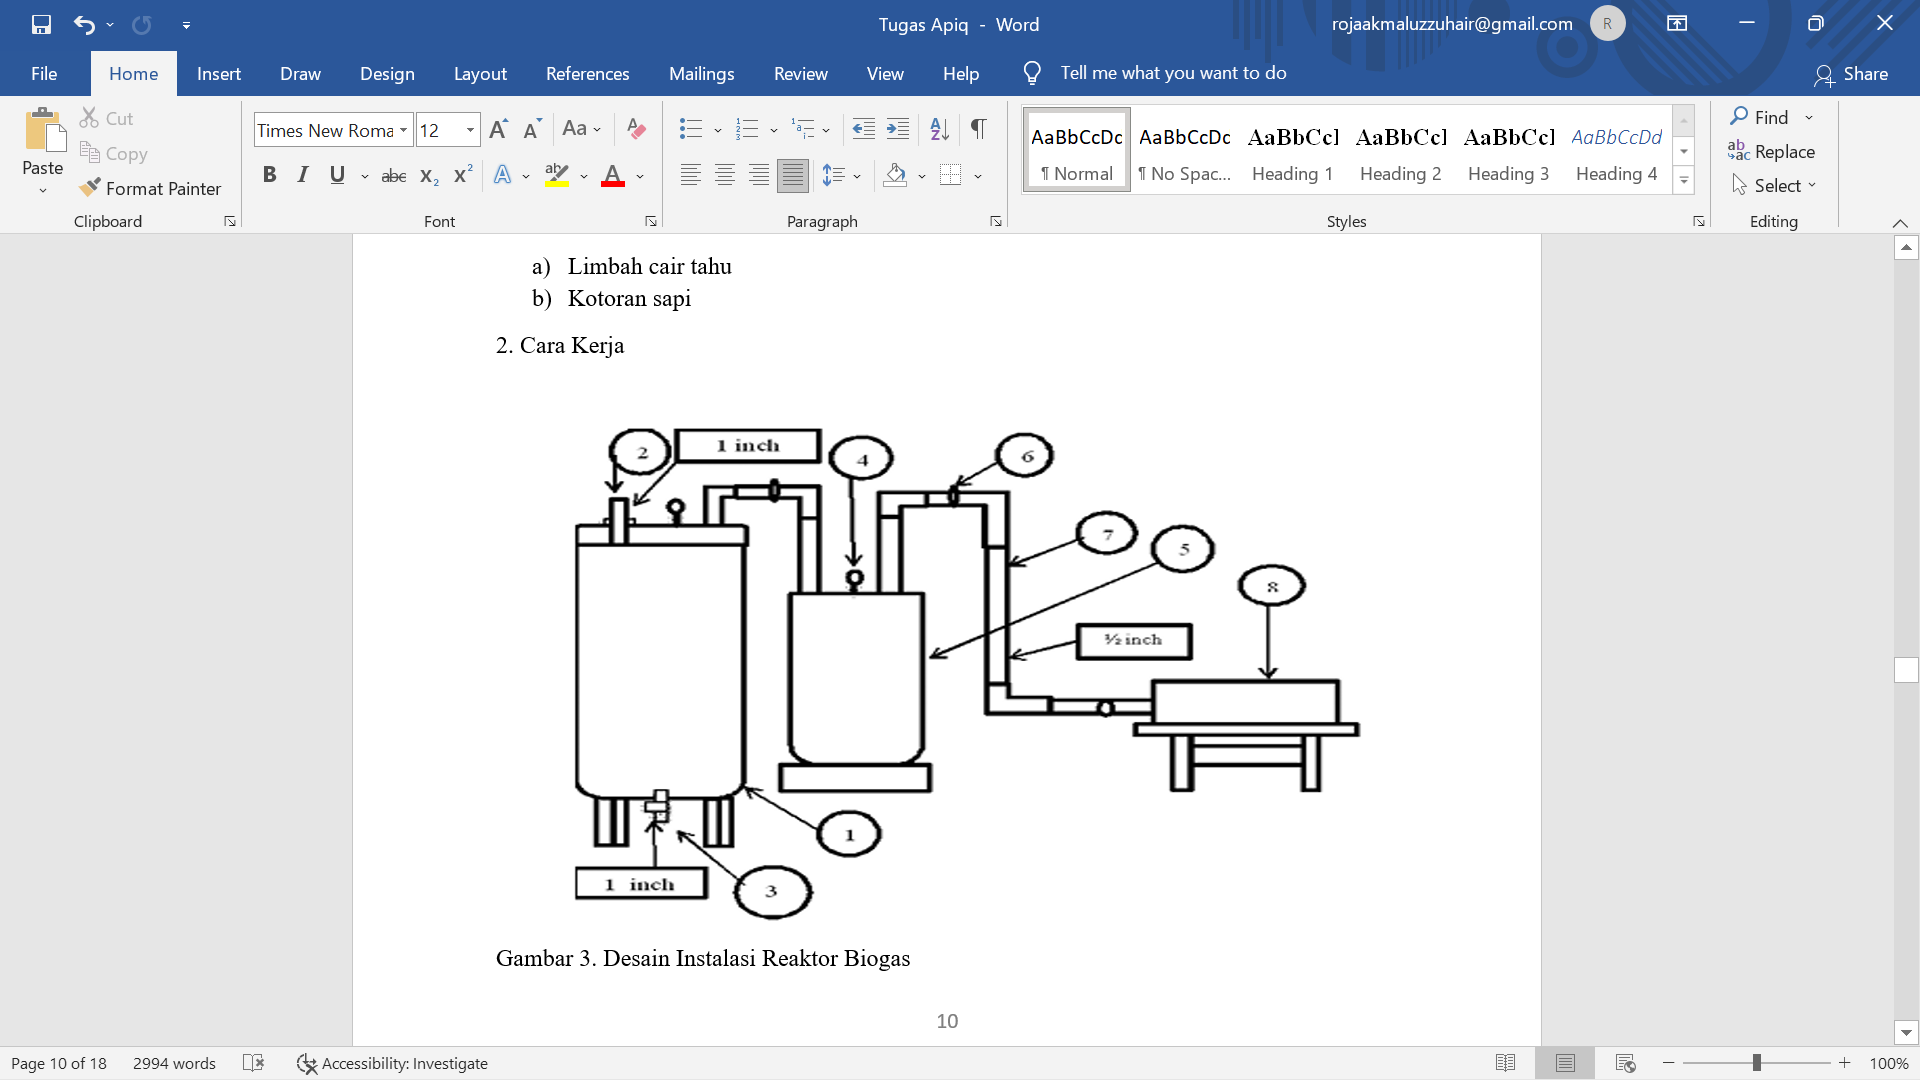 Tugas Apiq - Word
rojaakmaluzzuhair@gmail.com
R
File
Home
Insert
Draw
Design
Layout
References
Mailings
Review
View
Help
Tell me what you want to do
Share
Paste
Cut
Copy
Format Painter
Clipboard
Times New Roma
12
Font
Paragraph
AaBbCcDc
¶ Normal
AaBbCcDc
¶ No Spac...
AaBbCcl
Heading 1
AaBbCcl
Heading 2
AaBbCcl
Heading 3
AaBbCcDd
Heading 4
Styles
Find
Replace
Select
Editing
a) Limbah cair tahu
b) Kotoran sapi
2. Cara Kerja
2
1 inch
4
6
7
5
8
½ inch
1
1 inch
3
Gambar 3. Desain Instalasi Reaktor Biogas
10
Page 10 of 18
2994 words
Accessibility: Investigate
100%